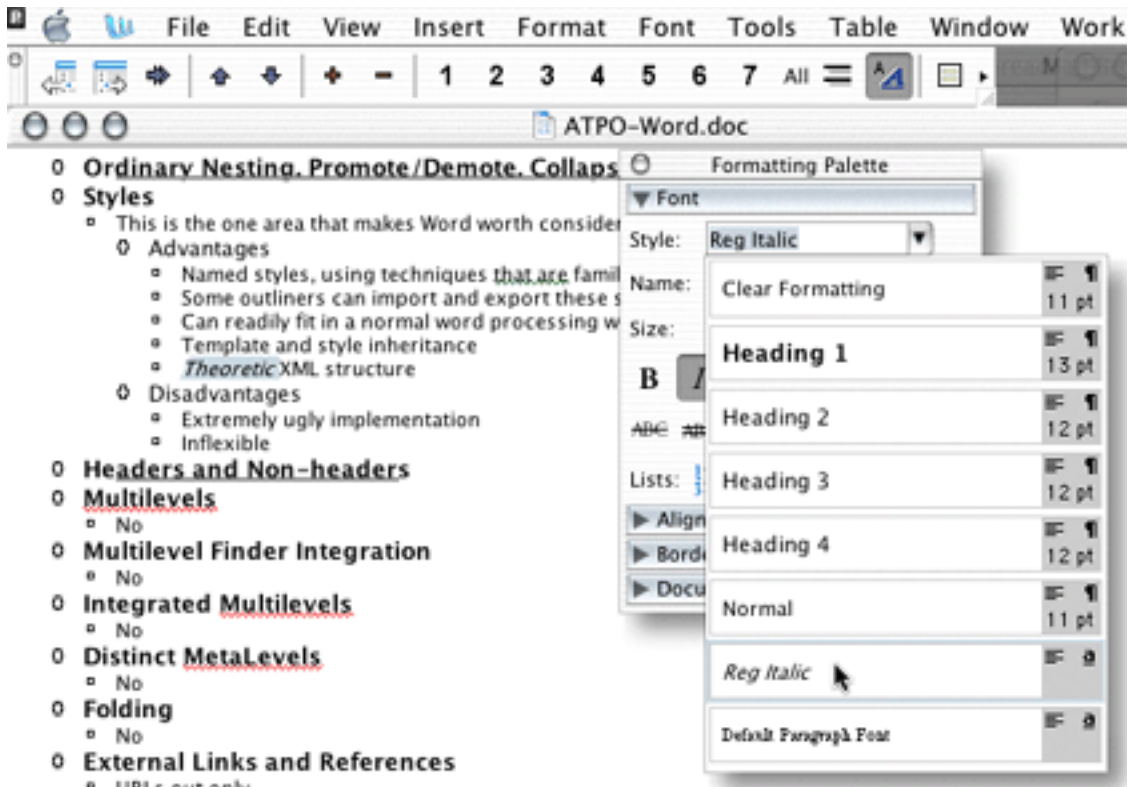 File Edit View Insert Format Font Tools Table Window Work
1 2 3 4 5 6 7 All
ATPO-Word.doc
Ordinary Nesting, Promote/Demote, Collaps
Styles
This is the one area that makes Word worth consider
Advantages
Named styles, using techniques that are famil
Some outliners can import and export these s
Can readily fit in a normal word processing w
Template and style inheritance
Theoretic XML structure
Disadvantages
Extremely ugly implementation
Inflexible
Headers and Non-headers
Multilevels
No
Multilevel Finder Integration
No
Integrated Multilevels
No
Distinct MetaLevels
No
Folding
No
External Links and References
URLs out only
Formatting Palette
Font
Style: Reg Italic
Name:
Size:
B I
ABC
Lists:
Align
Borde
Docu
Clear Formatting
11 pt
Heading 1
13 pt
Heading 2
12 pt
Heading 3
12 pt
Heading 4
12 pt
Normal
11 pt
Reg Italic
a
Default Paragraph Font
a